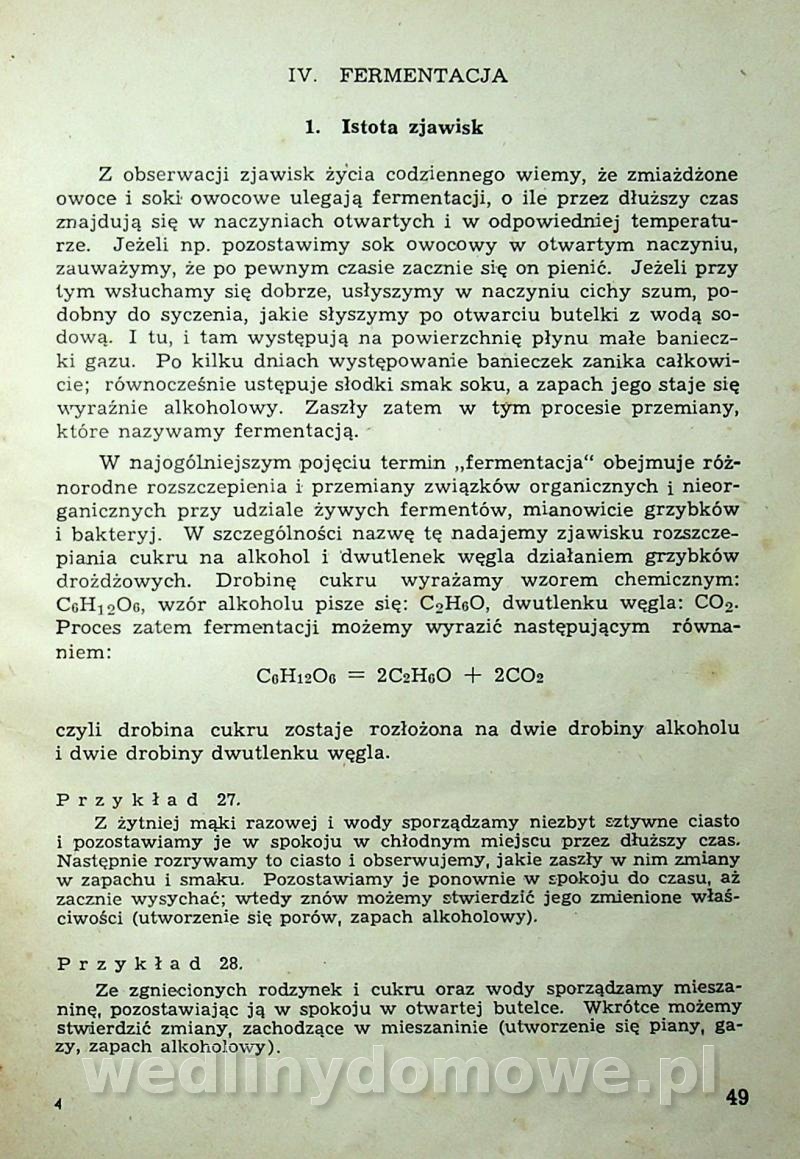 IV. FERMENTACJA
1. Istota zjawisk
Z obserwacji zjawisk życia codziennego wiemy, że zmiażdżone
owoce i soki owocowe ulegają fermentacji, o ile przez dłuższy czas
znajdują się w naczyniach otwartych i w odpowiedniej temperatu-
rze. Jeżeli np. pozostawimy sok owocowy w otwartym naczyniu,
zauważymy, że po pewnym czasie zacznie się on pienić. Jeżeli przy
tym wsłuchamy się dobrze, usłyszymy w naczyniu cichy szum, po-
dobny do syczenia, jakie słyszymy po otwarciu butelki z wodą so-
dową. I tu, i tam występują na powierzchnię płynu małe baniecz-
ki gazu. Po kilku dniach występowanie banieczek zanika całkowi-
cie; równocześnie ustępuje słodki smak soku, a zapach jego staje się
wyraźnie alkoholowy. Zaszły zatem w tym procesie przemiany,
które nazywamy fermentacją.
W najogólniejszym pojęciu termin „fermentacja“ obejmuje róż-
norodne rozszczepienia i przemiany związków organicznych i nieor-
ganicznych przy udziale żywych fermentów, mianowicie grzybków
i bakteryj. W szczególności nazwę tę nadajemy zjawisku rozszcze-
piania cukru na alkohol i dwutlenek węgla działaniem grzybków
drożdżowych. Drobinę cukru wyrażamy wzorem chemicznym:
C₆H₁₂O₆, wzór alkoholu pisze się: C₂H₆O, dwutlenku węgla: CO₂.
Proces zatem fermentacji możemy wyrazić następującym równa-
niem:
C₆H₁₂O₆ = 2C₂H₆O + 2CO₂
czyli drobina cukru zostaje rozłożona na dwie drobiny alkoholu
i dwie drobiny dwutlenku węgla.
Przykład 27.
Z żytniej mąki razowej i wody sporządzamy niezbyt sztywne ciasto
i pozostawiamy je w spokoju w chłodnym miejscu przez dłuższy czas.
Następnie rozrywamy to ciasto i obserwujemy, jakie zaszły w nim zmiany
w zapachu i smaku. Pozostawiamy je ponownie w spokoju do czasu, aż
zacznie wysychać; wtedy znów możemy stwierdzić jego zmienione właś-
ciwości (utworzenie się porów, zapach alkoholowy).
Przykład 28.
Ze zgniecionych rodzynek i cukru oraz wody sporządzamy miesza-
ninę, pozostawiając ją w spokoju w otwartej butelce. Wkrótce możemy
stwierdzić zmiany, zachodzące w mieszaninie (utworzenie się piany, ga-
zy, zapach alkoholowy).
wedlinydomowe.pl
4
49